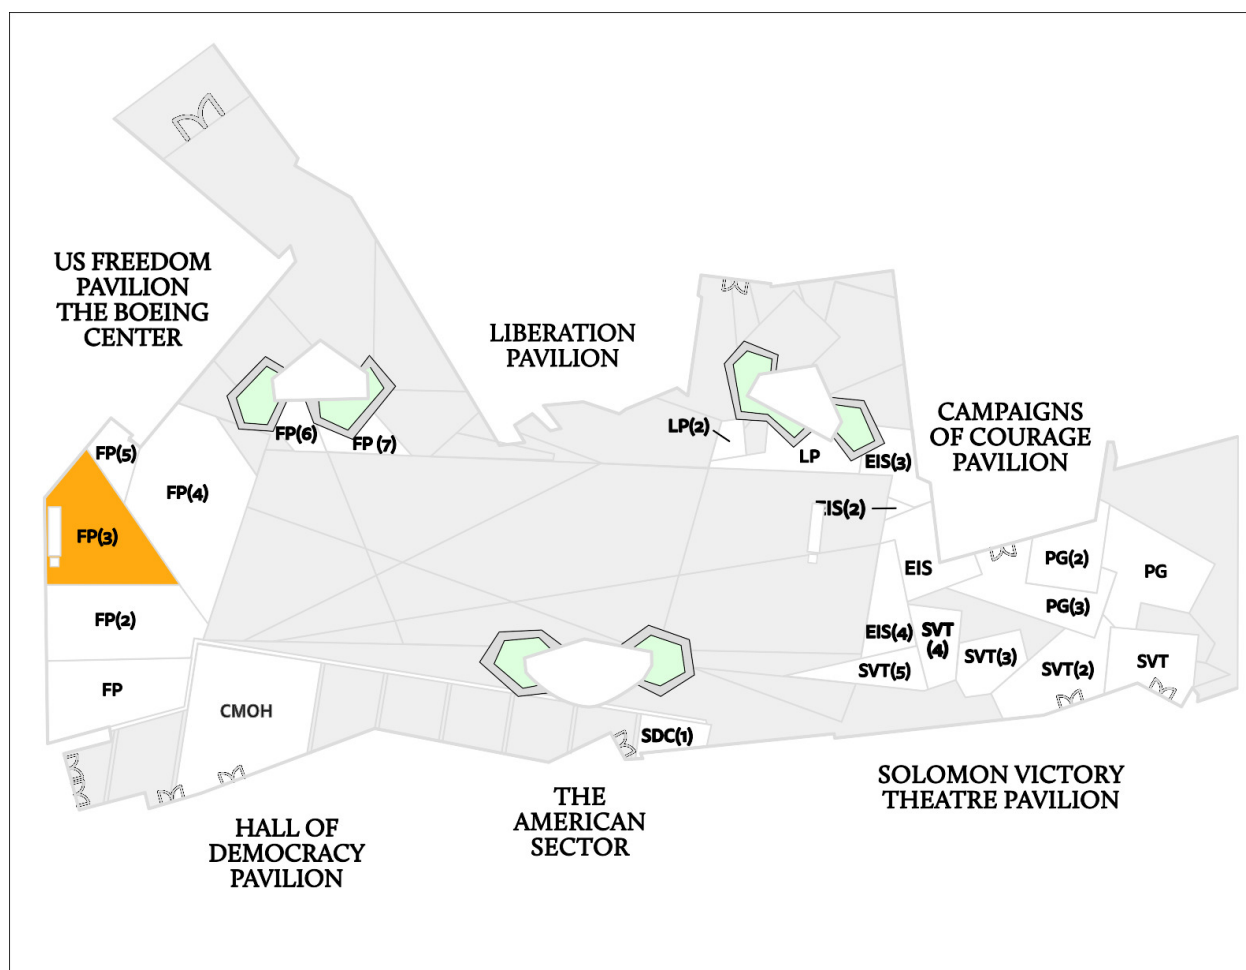 US FREEDOM
PAVILION
THE BOEING
CENTER
LIBERATION
PAVILION
CAMPAIGNS
OF COURAGE
PAVILION
FP(5)
FP(6)
FP (7)
LP(2)
LP
EIS(3)
FP(4)
FP(3)
EIS(2)
EIS
PG(2)
PG
PG(3)
FP(2)
EIS(4)
SVT
(4)
SVT(3)
SVT(5)
SVT(2)
SVT
FP
CMOH
SDC(1)
SOLOMON VICTORY
THEATRE PAVILION
THE
AMERICAN
SECTOR
HALL OF
DEMOCRACY
PAVILION